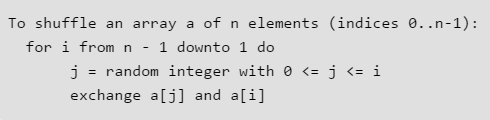 To shuffle an array a of n elements (indices 0..n-1):
for i from n - 1 downto 1 do
j = random integer with 0 <= j <= i
exchange a[j] and a[i]